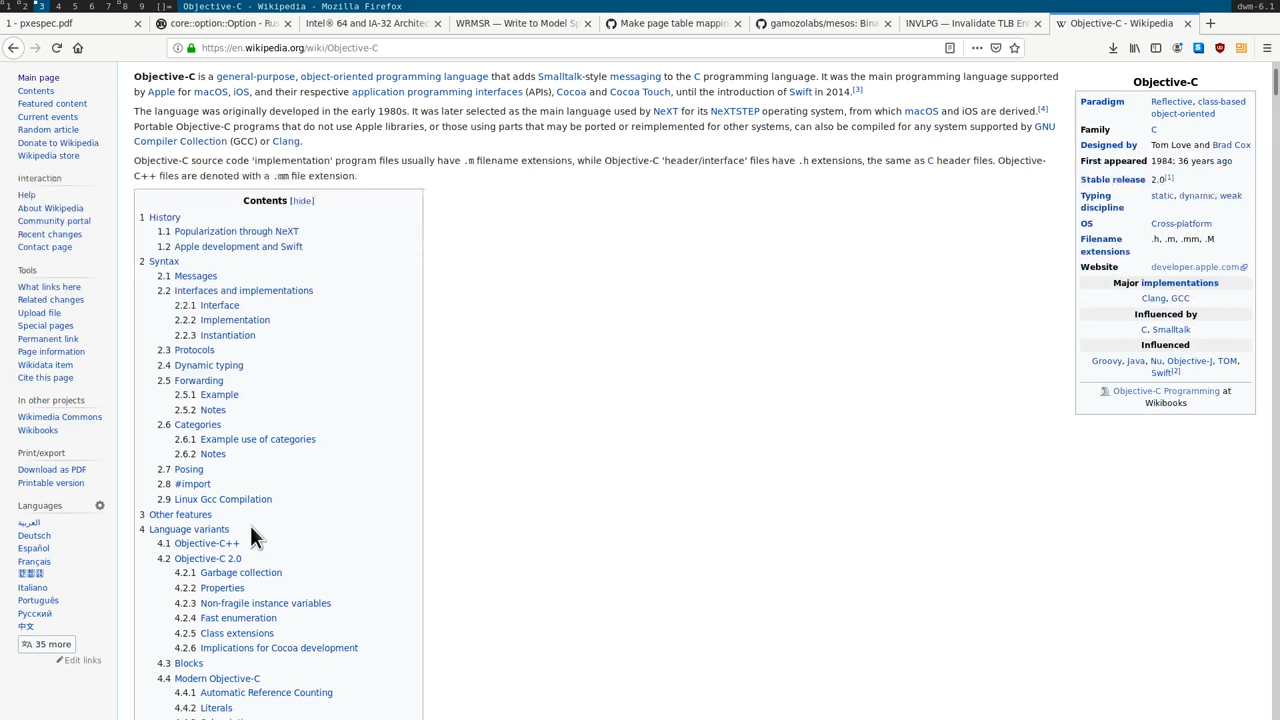 1 2 3 4 5 6 7 8 9 []= Objective-C - Wikipedia - Mozilla Firefox dwm-6.1
1 - pxespec.pdf
core::option::Option - Rus
Intel® 64 and IA-32 Architec
WRMSR — Write to Model Sp
Make page table mappin
gamozolabs/mesos: Bina
INVLPG — Invalidate TLB Ent
Objective-C - Wikipedia
https://en.wikipedia.org/wiki/Objective-C
Main page
Contents
Featured content
Current events
Random article
Donate to Wikipedia
Wikipedia store
Interaction
Help
About Wikipedia
Community portal
Recent changes
Contact page
Tools
What links here
Related changes
Upload file
Special pages
Permanent link
Page information
Wikidata item
Cite this page
In other projects
Wikimedia Commons
Wikibooks
Print/export
Download as PDF
Printable version
Languages
العربية
Deutsch
Español
Français
Italiano
Português
Русский
中文
35 more
Edit links
Objective-C is a general-purpose, object-oriented programming language that adds Smalltalk-style messaging to the C programming language. It was the main programming language supported
by Apple for macOS, iOS, and their respective application programming interfaces (APIs), Cocoa and Cocoa Touch, until the introduction of Swift in 2014.[3]
The language was originally developed in the early 1980s. It was later selected as the main language used by NeXT for its NeXTSTEP operating system, from which macOS and iOS are derived.[4]
Portable Objective-C programs that do not use Apple libraries, or those using parts that may be ported or reimplemented for other systems, can also be compiled for any system supported by GNU
Compiler Collection (GCC) or Clang.
Objective-C source code 'implementation' program files usually have .m filename extensions, while Objective-C 'header/interface' files have .h extensions, the same as C header files. Objective-
C++ files are denoted with a .mm file extension.
Contents [hide]
1 History
1.1 Popularization through NeXT
1.2 Apple development and Swift
2 Syntax
2.1 Messages
2.2 Interfaces and implementations
2.2.1 Interface
2.2.2 Implementation
2.2.3 Instantiation
2.3 Protocols
2.4 Dynamic typing
2.5 Forwarding
2.5.1 Example
2.5.2 Notes
2.6 Categories
2.6.1 Example use of categories
2.6.2 Notes
2.7 Posing
2.8 #import
2.9 Linux Gcc Compilation
3 Other features
4 Language variants
4.1 Objective-C++
4.2 Objective-C 2.0
4.2.1 Garbage collection
4.2.2 Properties
4.2.3 Non-fragile instance variables
4.2.4 Fast enumeration
4.2.5 Class extensions
4.2.6 Implications for Cocoa development
4.3 Blocks
4.4 Modern Objective-C
4.4.1 Automatic Reference Counting
4.4.2 Literals
Objective-C
Paradigm Reflective, class-based
object-oriented
Family C
Designed by Tom Love and Brad Cox
First appeared 1984; 36 years ago
Stable release 2.0[1]
Typing static, dynamic, weak
discipline
OS Cross-platform
Filename .h, .m, .mm, .M
extensions
Website developer.apple.com
Major implementations
Clang, GCC
Influenced by
C, Smalltalk
Influenced
Groovy, Java, Nu, Objective-J, TOM,
Swift[2]
Objective-C Programming at
Wikibooks